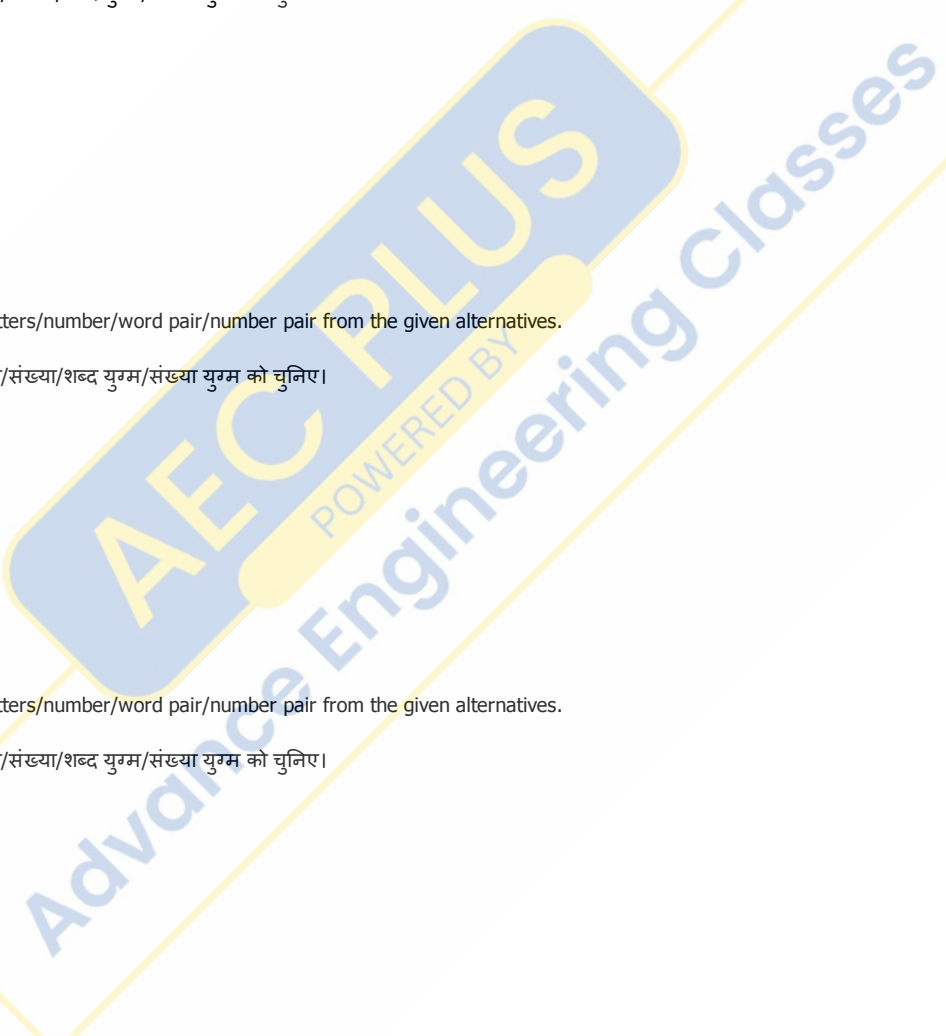 tters/number/word pair/number pair from the given alternatives.
/संख्या/शब्द युग्म/संख्या युग्म को चुनिए।
AEC PLUS
POWERED BY
Advance Engineering Classes
tters/number/word pair/number pair from the given alternatives.
/संख्या/शब्द युग्म/संख्या युग्म को चुनिए।